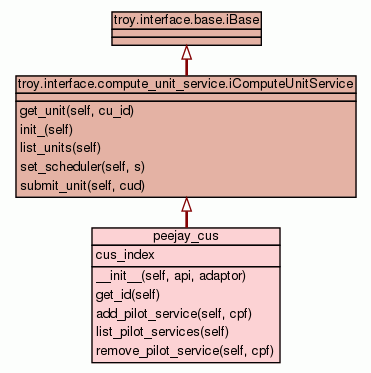 troy.interface.base.iBase
troy.interface.compute_unit_service.iComputeUnitService
get_unit(self, cu_id)
init_(self)
list_units(self)
set_scheduler(self, s)
submit_unit(self, cud)
peejay_cus
cus_index
__init__(self, api, adaptor)
get_id(self)
add_pilot_service(self, cpf)
list_pilot_services(self)
remove_pilot_service(self, cpf)